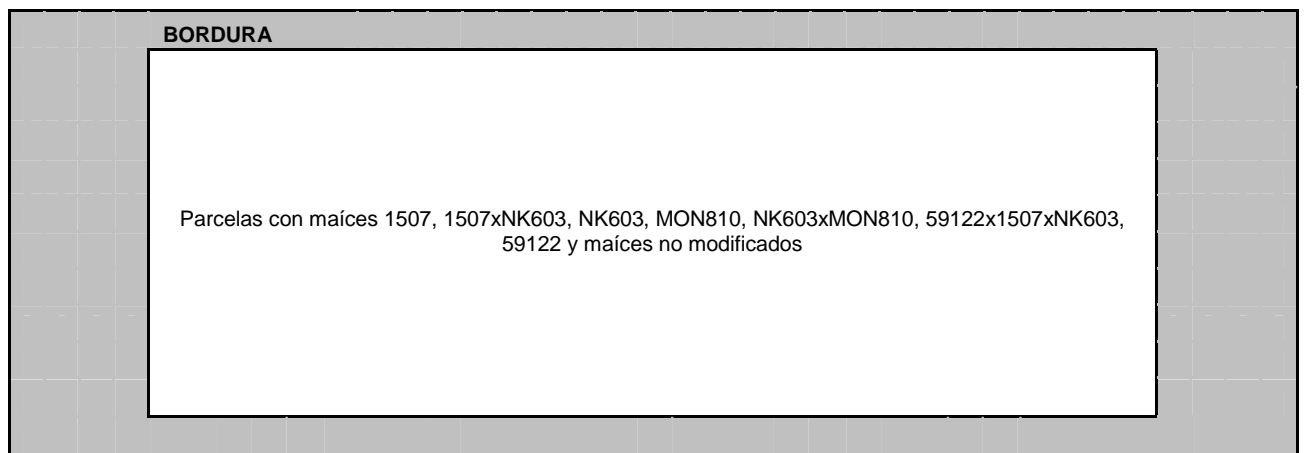 BORDURA
Parcelas con maíces 1507, 1507xNK603, NK603, MON810, NK603xMON810, 59122x1507xNK603,
59122 y maíces no modificados